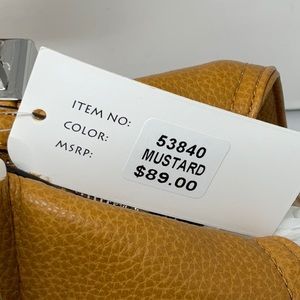 ITEM NO:
COLOR:
MSRP:
53840
MUSTARD
$89.00